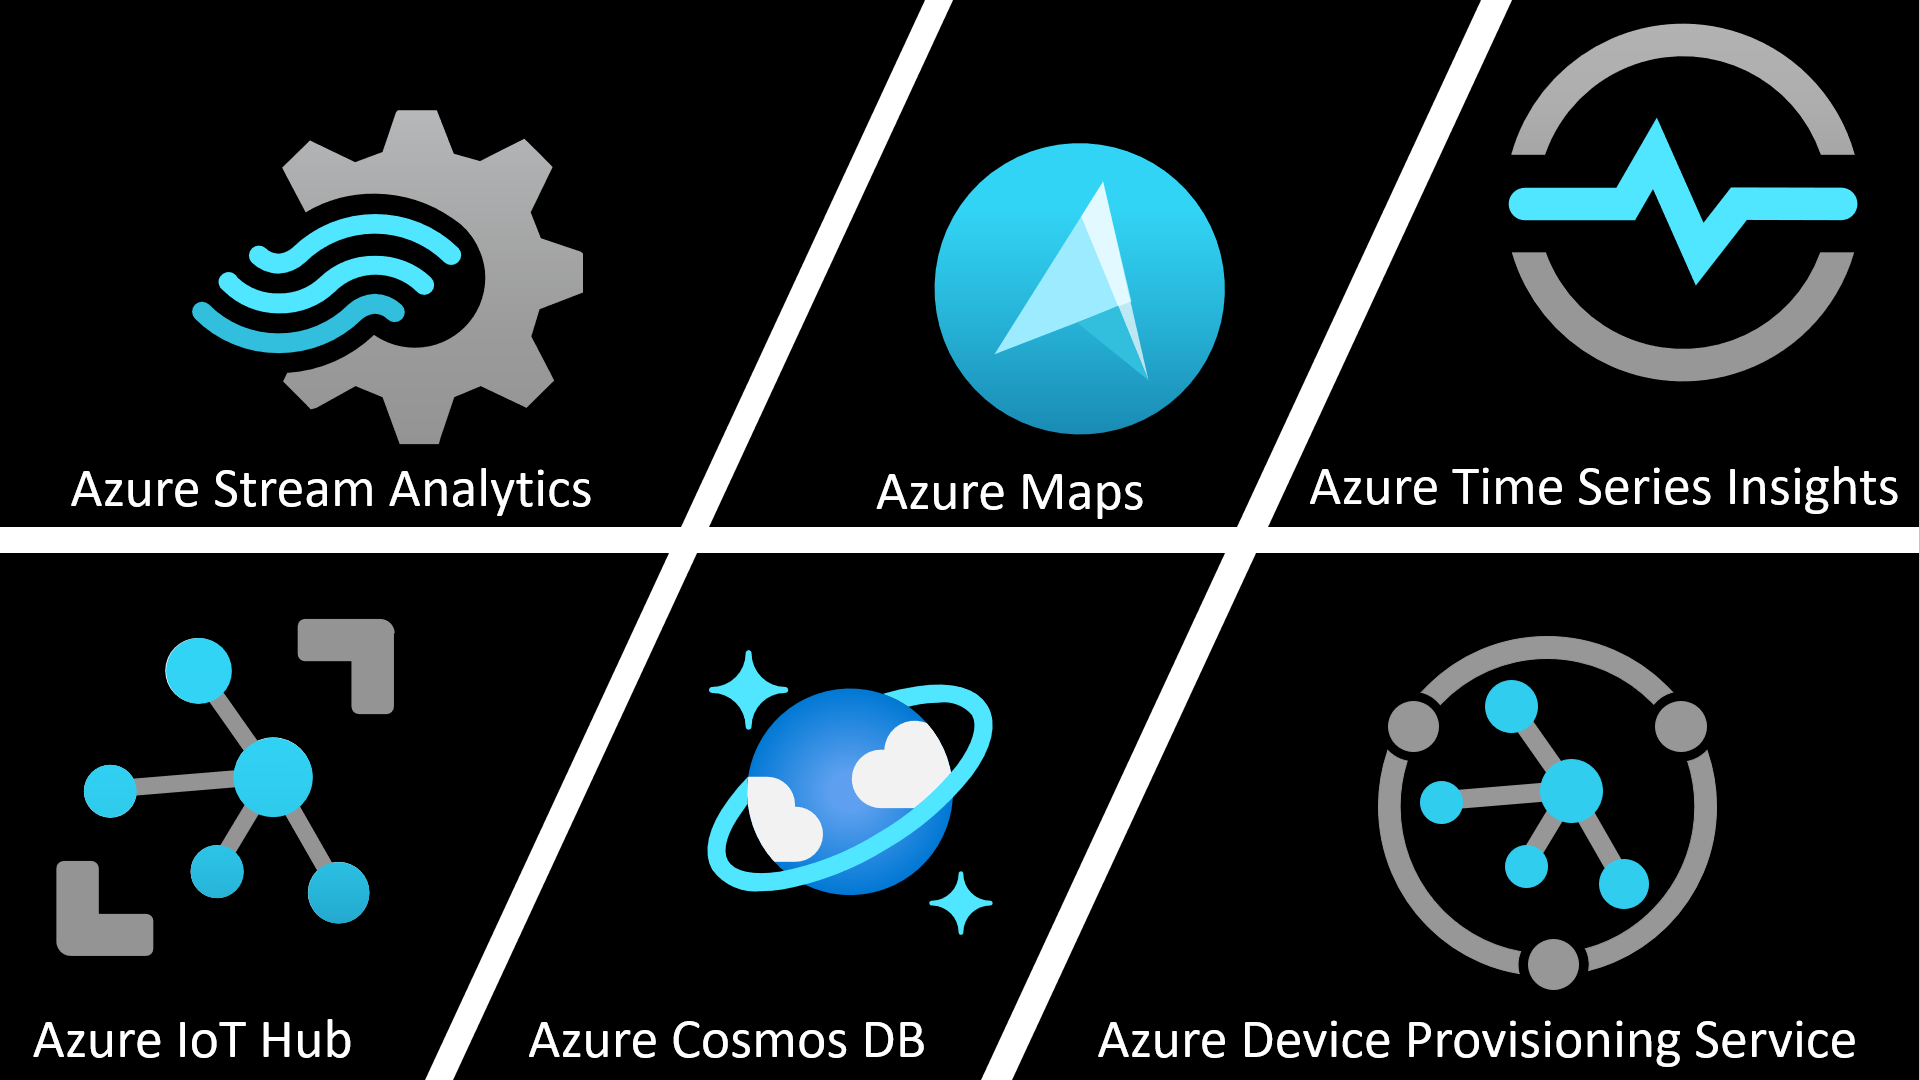 Azure Stream Analytics
Azure Maps
Azure Time Series Insights
Azure IoT Hub
Azure Cosmos DB
Azure Device Provisioning Service